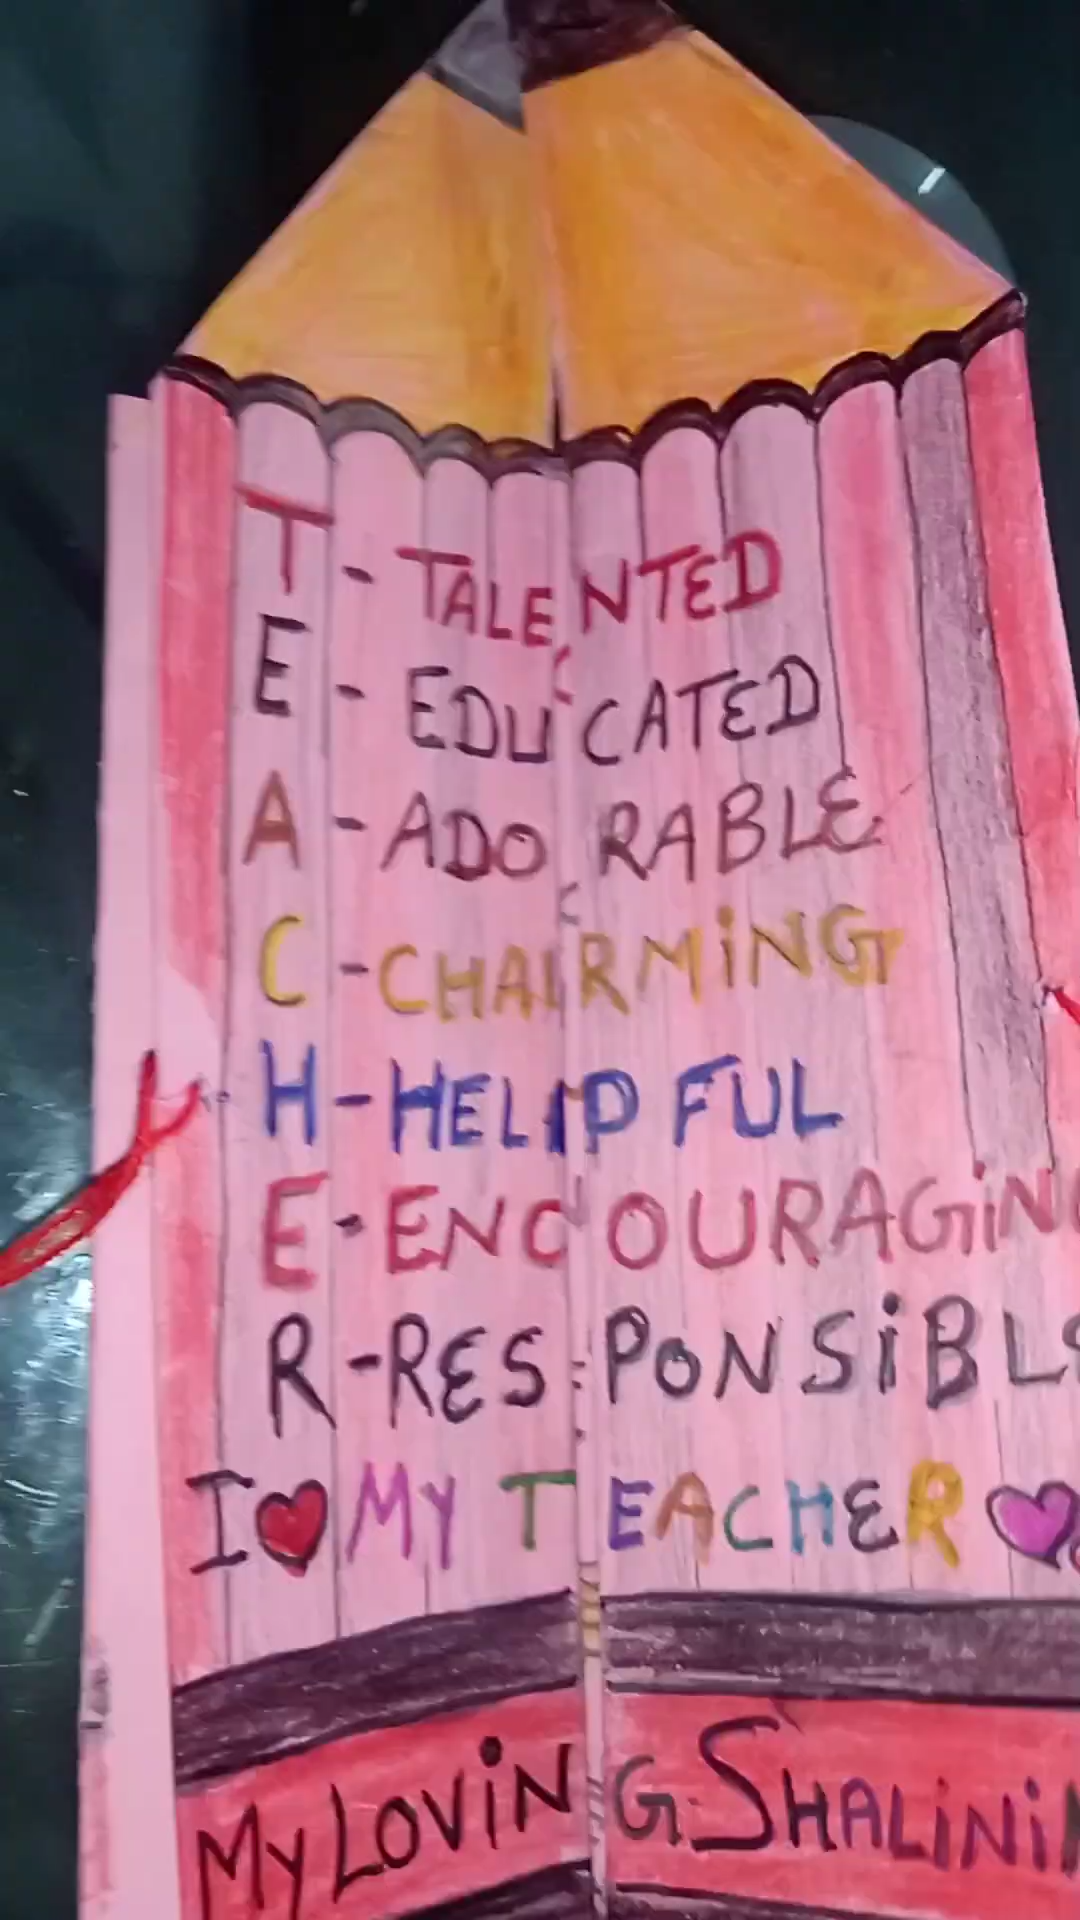 T - TALENTED
E - EDUCATED
A - ADORABLE
C - CHARMING
H - HELPFUL
E - ENCOURAGING
R - RESPONSIBLE
I ❤ MY TEACHER 💜
MY LOVING SHALINI